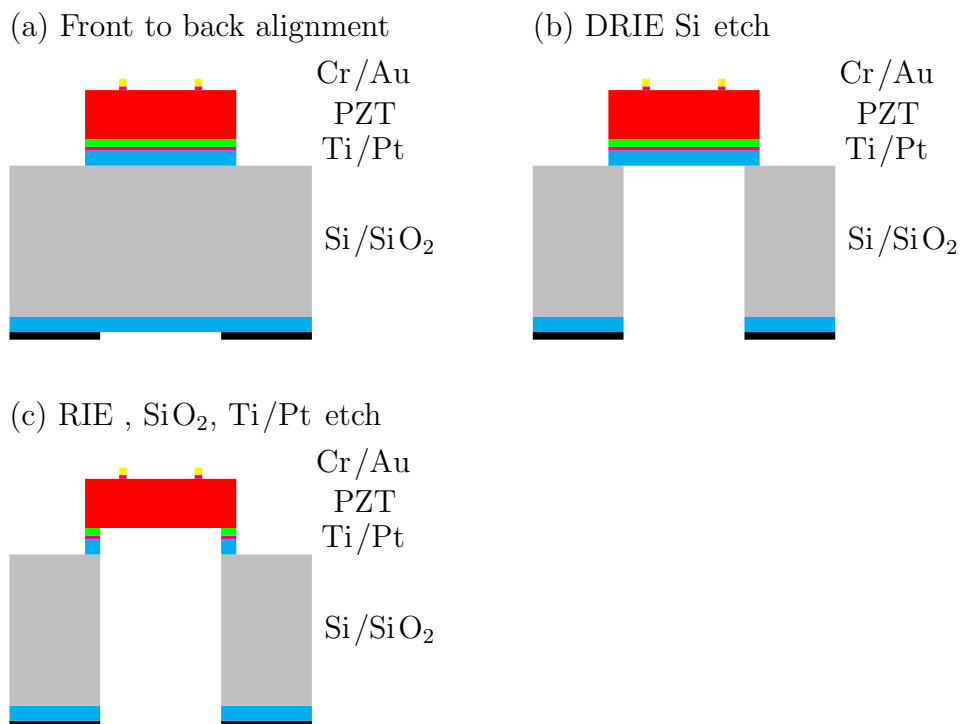 (a) Front to back alignment
Cr/Au
PZT
Ti/Pt
Si/SiO₂
(b) DRIE Si etch
Cr/Au
PZT
Ti/Pt
Si/SiO₂
(c) RIE , SiO₂, Ti/Pt etch
Cr/Au
PZT
Ti/Pt
Si/SiO₂